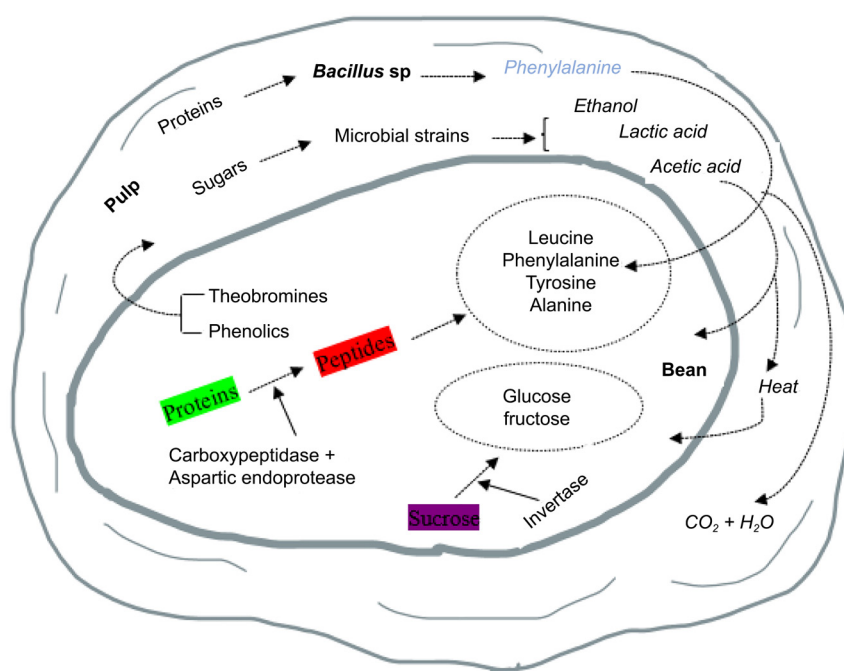 Proteins
Bacillus sp
Phenylalanine
Sugars
Microbial strains
Ethanol
Lactic acid
Acetic acid
Pulp
Theobromines
Phenolics
Leucine
Phenylalanine
Tyrosine
Alanine
Proteins
Peptides
Carboxypeptidase +
Aspartic endoprotease
Bean
Glucose
fructose
Heat
Sucrose
Invertase
CO₂ + H₂O